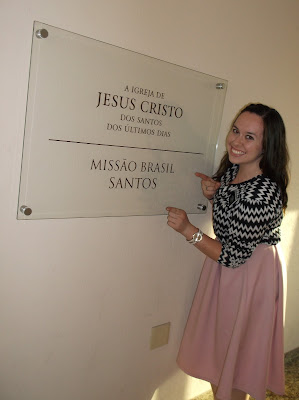 A IGREJA DE
JESUS CRISTO
DOS SANTOS
DOS ÚLTIMOS DIAS
MISSÃO BRASIL
SANTOS